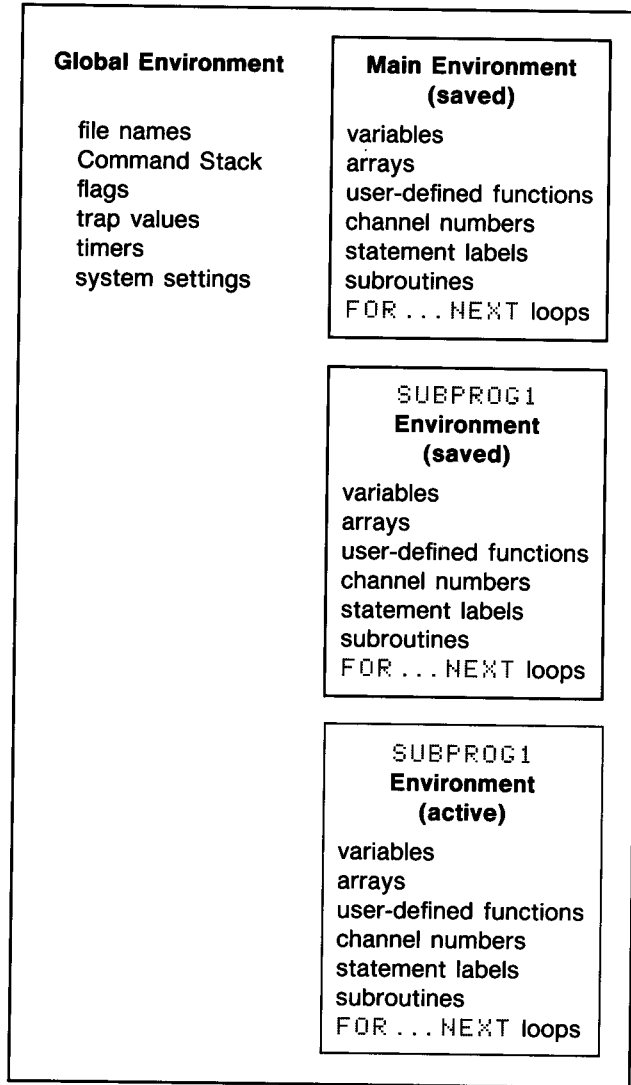 Global Environment
file names
Command Stack
flags
trap values
timers
system settings
Main Environment
(saved)
variables
arrays
user-defined functions
channel numbers
statement labels
subroutines
FOR...NEXT loops
SUBPROG1
Environment
(saved)
variables
arrays
user-defined functions
channel numbers
statement labels
subroutines
FOR...NEXT loops
SUBPROG1
Environment
(active)
variables
arrays
user-defined functions
channel numbers
statement labels
subroutines
FOR...NEXT loops